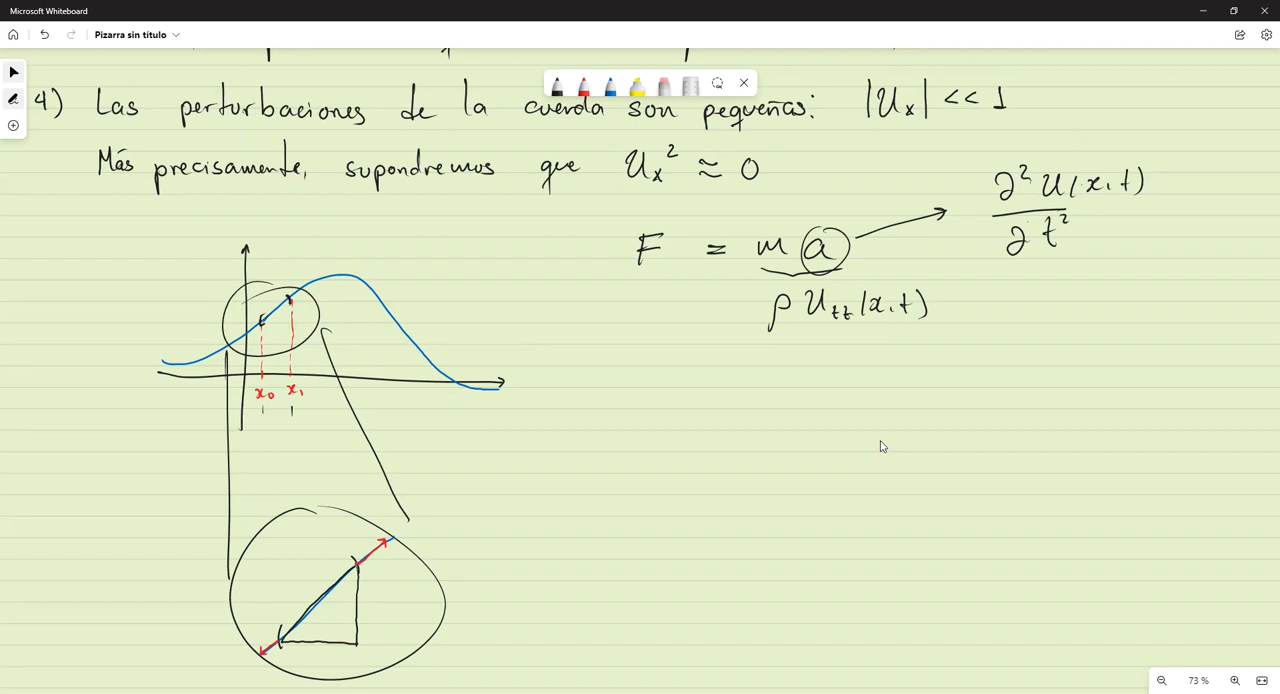 Microsoft Whiteboard
Pizarra sin título
4) Las perturbaciones de la cuerda son pequeñas: |Ux| << 1
Más precisamente, supondremos que Ux² ≈ 0
F = m a
∂² U(x,t)
∂ t²
ρ Utt(x,t)
x0 x1
73 %